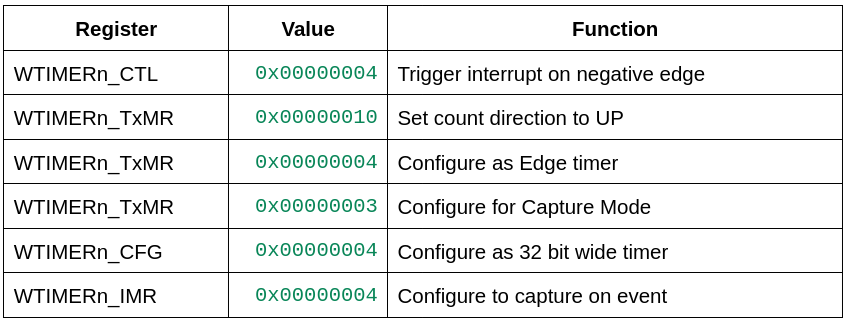 Register Value Function
WTIMERn_CTL 0x00000004 Trigger interrupt on negative edge
WTIMERn_TxMR 0x00000010 Set count direction to UP
WTIMERn_TxMR 0x00000004 Configure as Edge timer
WTIMERn_TxMR 0x00000003 Configure for Capture Mode
WTIMERn_CFG 0x00000004 Configure as 32 bit wide timer
WTIMERn_IMR 0x00000004 Configure to capture on event